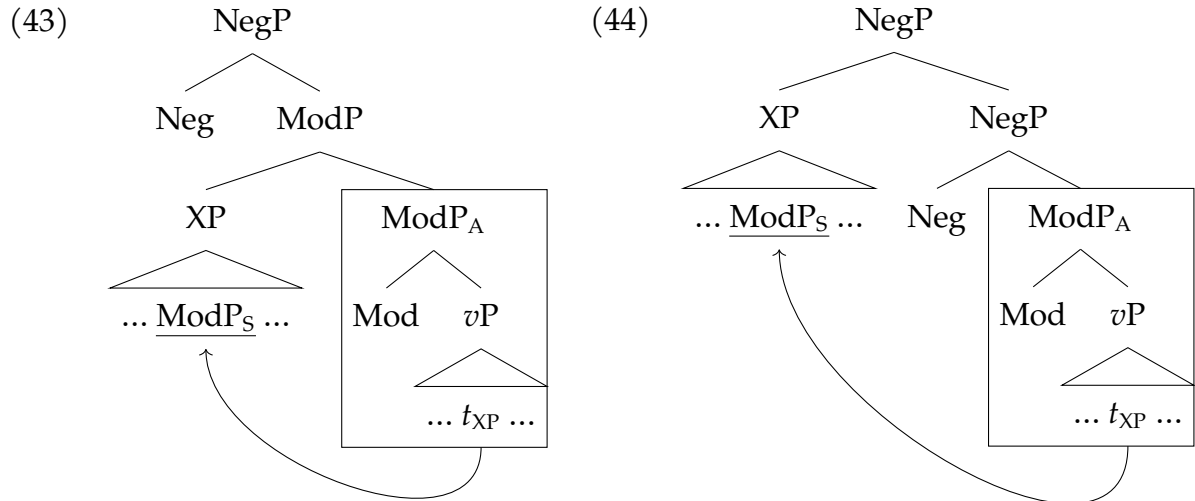 (43) NegP (44) NegP
Neg ModP XP NegP
XP ModP_A ... ModP_S ... Neg ModP_A
... ModP_S ... Mod vP Mod vP
... t_XP ... ... t_XP ...